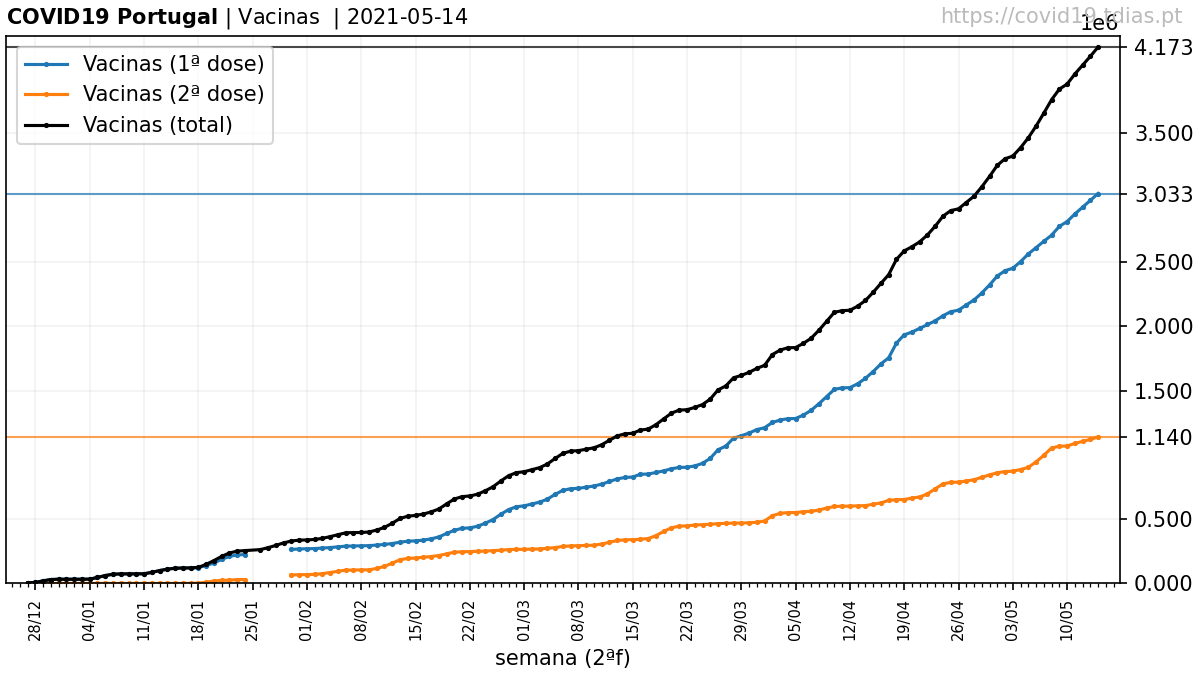 COVID19 Portugal | Vacinas | 2021-05-14
https://covid19.tdias.pt
1e6
Vacinas (1ª dose)
Vacinas (2ª dose)
Vacinas (total)
4.173
3.500
3.033
2.500
2.000
1.500
1.140
0.500
0.000
28/12 04/01 11/01 18/01 25/01 01/02 08/02 15/02 22/02 01/03 08/03 15/03 22/03 29/03 05/04 12/04 19/04 26/04 03/05 10/05
semana (2ªf)